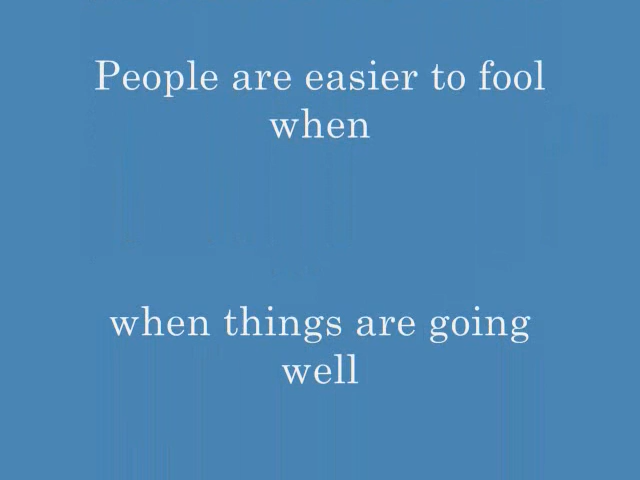 People are easier to fool
when
when things are going
well